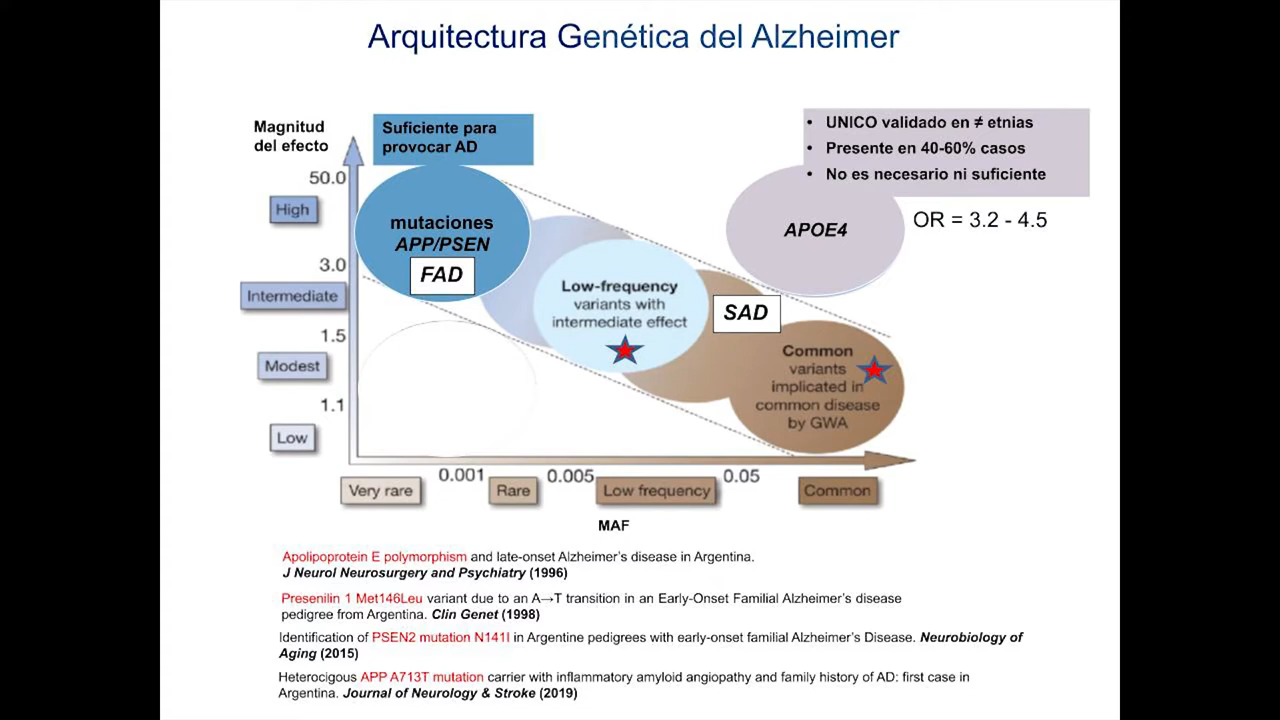 Arquitectura Genética del Alzheimer
Magnitud
del efecto
Suficiente para
provocar AD
• UNICO validado en ≠ etnias
• Presente en 40-60% casos
• No es necesario ni suficiente
50.0
High
3.0
Intermediate
1.5
Modest
1.1
Low
mutaciones
APP/PSEN
FAD
Low-frequency
variants with
intermediate effect
SAD
APOE4
OR = 3.2 - 4.5
Common
variants
implicated in
common disease
by GWA
0.001
0.005
0.05
Very rare
Rare
Low frequency
Common
MAF
Apolipoprotein E polymorphism and late-onset Alzheimer's disease in Argentina.
J Neurol Neurosurgery and Psychiatry (1996)
Presenilin 1 Met146Leu variant due to an A→T transition in an Early-Onset Familial Alzheimer's disease
pedigree from Argentina. Clin Genet (1998)
Identification of PSEN2 mutation N141I in Argentine pedigrees with early-onset familial Alzheimer's Disease. Neurobiology of
Aging (2015)
Heterocigous APP A713T mutation carrier with inflammatory amyloid angiopathy and family history of AD: first case in
Argentina. Journal of Neurology & Stroke (2019)